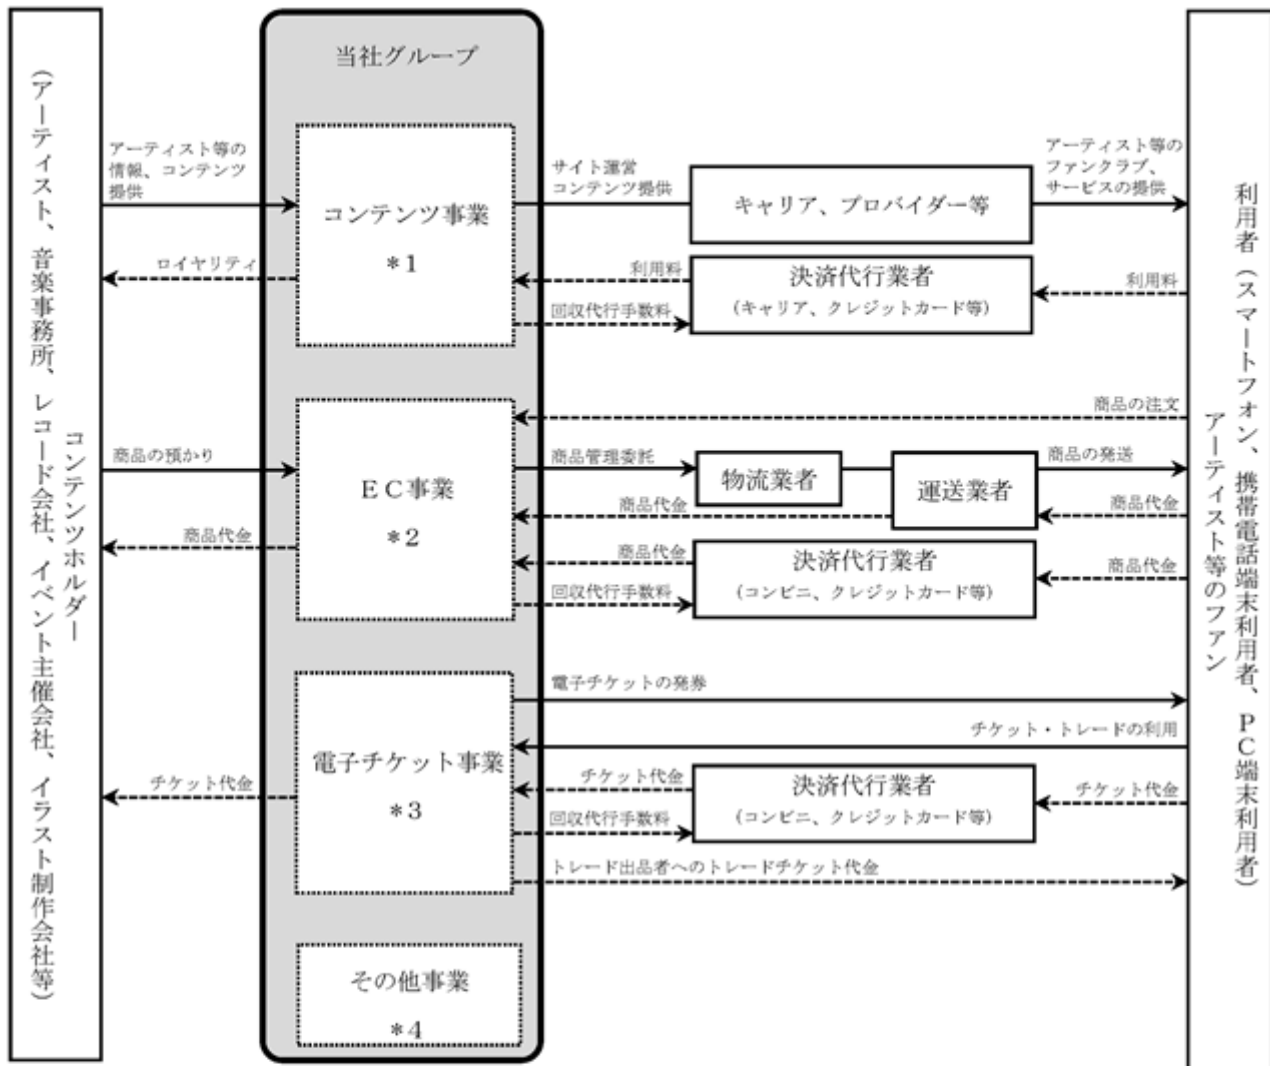 コンテンツホルダー
(アーティスト、音楽事務所、レコード会社、イベント主催会社、イラスト制作会社等)
当社グループ
アーティスト等の
情報、コンテンツ
提供
ロイヤリティ
コンテンツ事業
*1
サイト運営
コンテンツ提供
キャリア、プロバイダー等
アーティスト等の
ファンクラブ、
サービスの提供
利用料
回収代行手数料
決済代行業者
(キャリア、クレジットカード等)
利用料
商品の預かり
商品代金
EC事業
*2
商品の注文
商品管理委託
物流業者
運送業者
商品の発送
商品代金
商品代金
商品代金
回収代行手数料
決済代行業者
(コンビニ、クレジットカード等)
商品代金
チケット代金
電子チケット事業
*3
電子チケットの発券
チケット・トレードの利用
チケット代金
回収代行手数料
決済代行業者
(コンビニ、クレジットカード等)
チケット代金
トレード出品者へのトレードチケット代金
その他事業
*4
利用者(スマートフォン、携帯電話端末利用者、PC端末利用者)
アーティスト等のファン